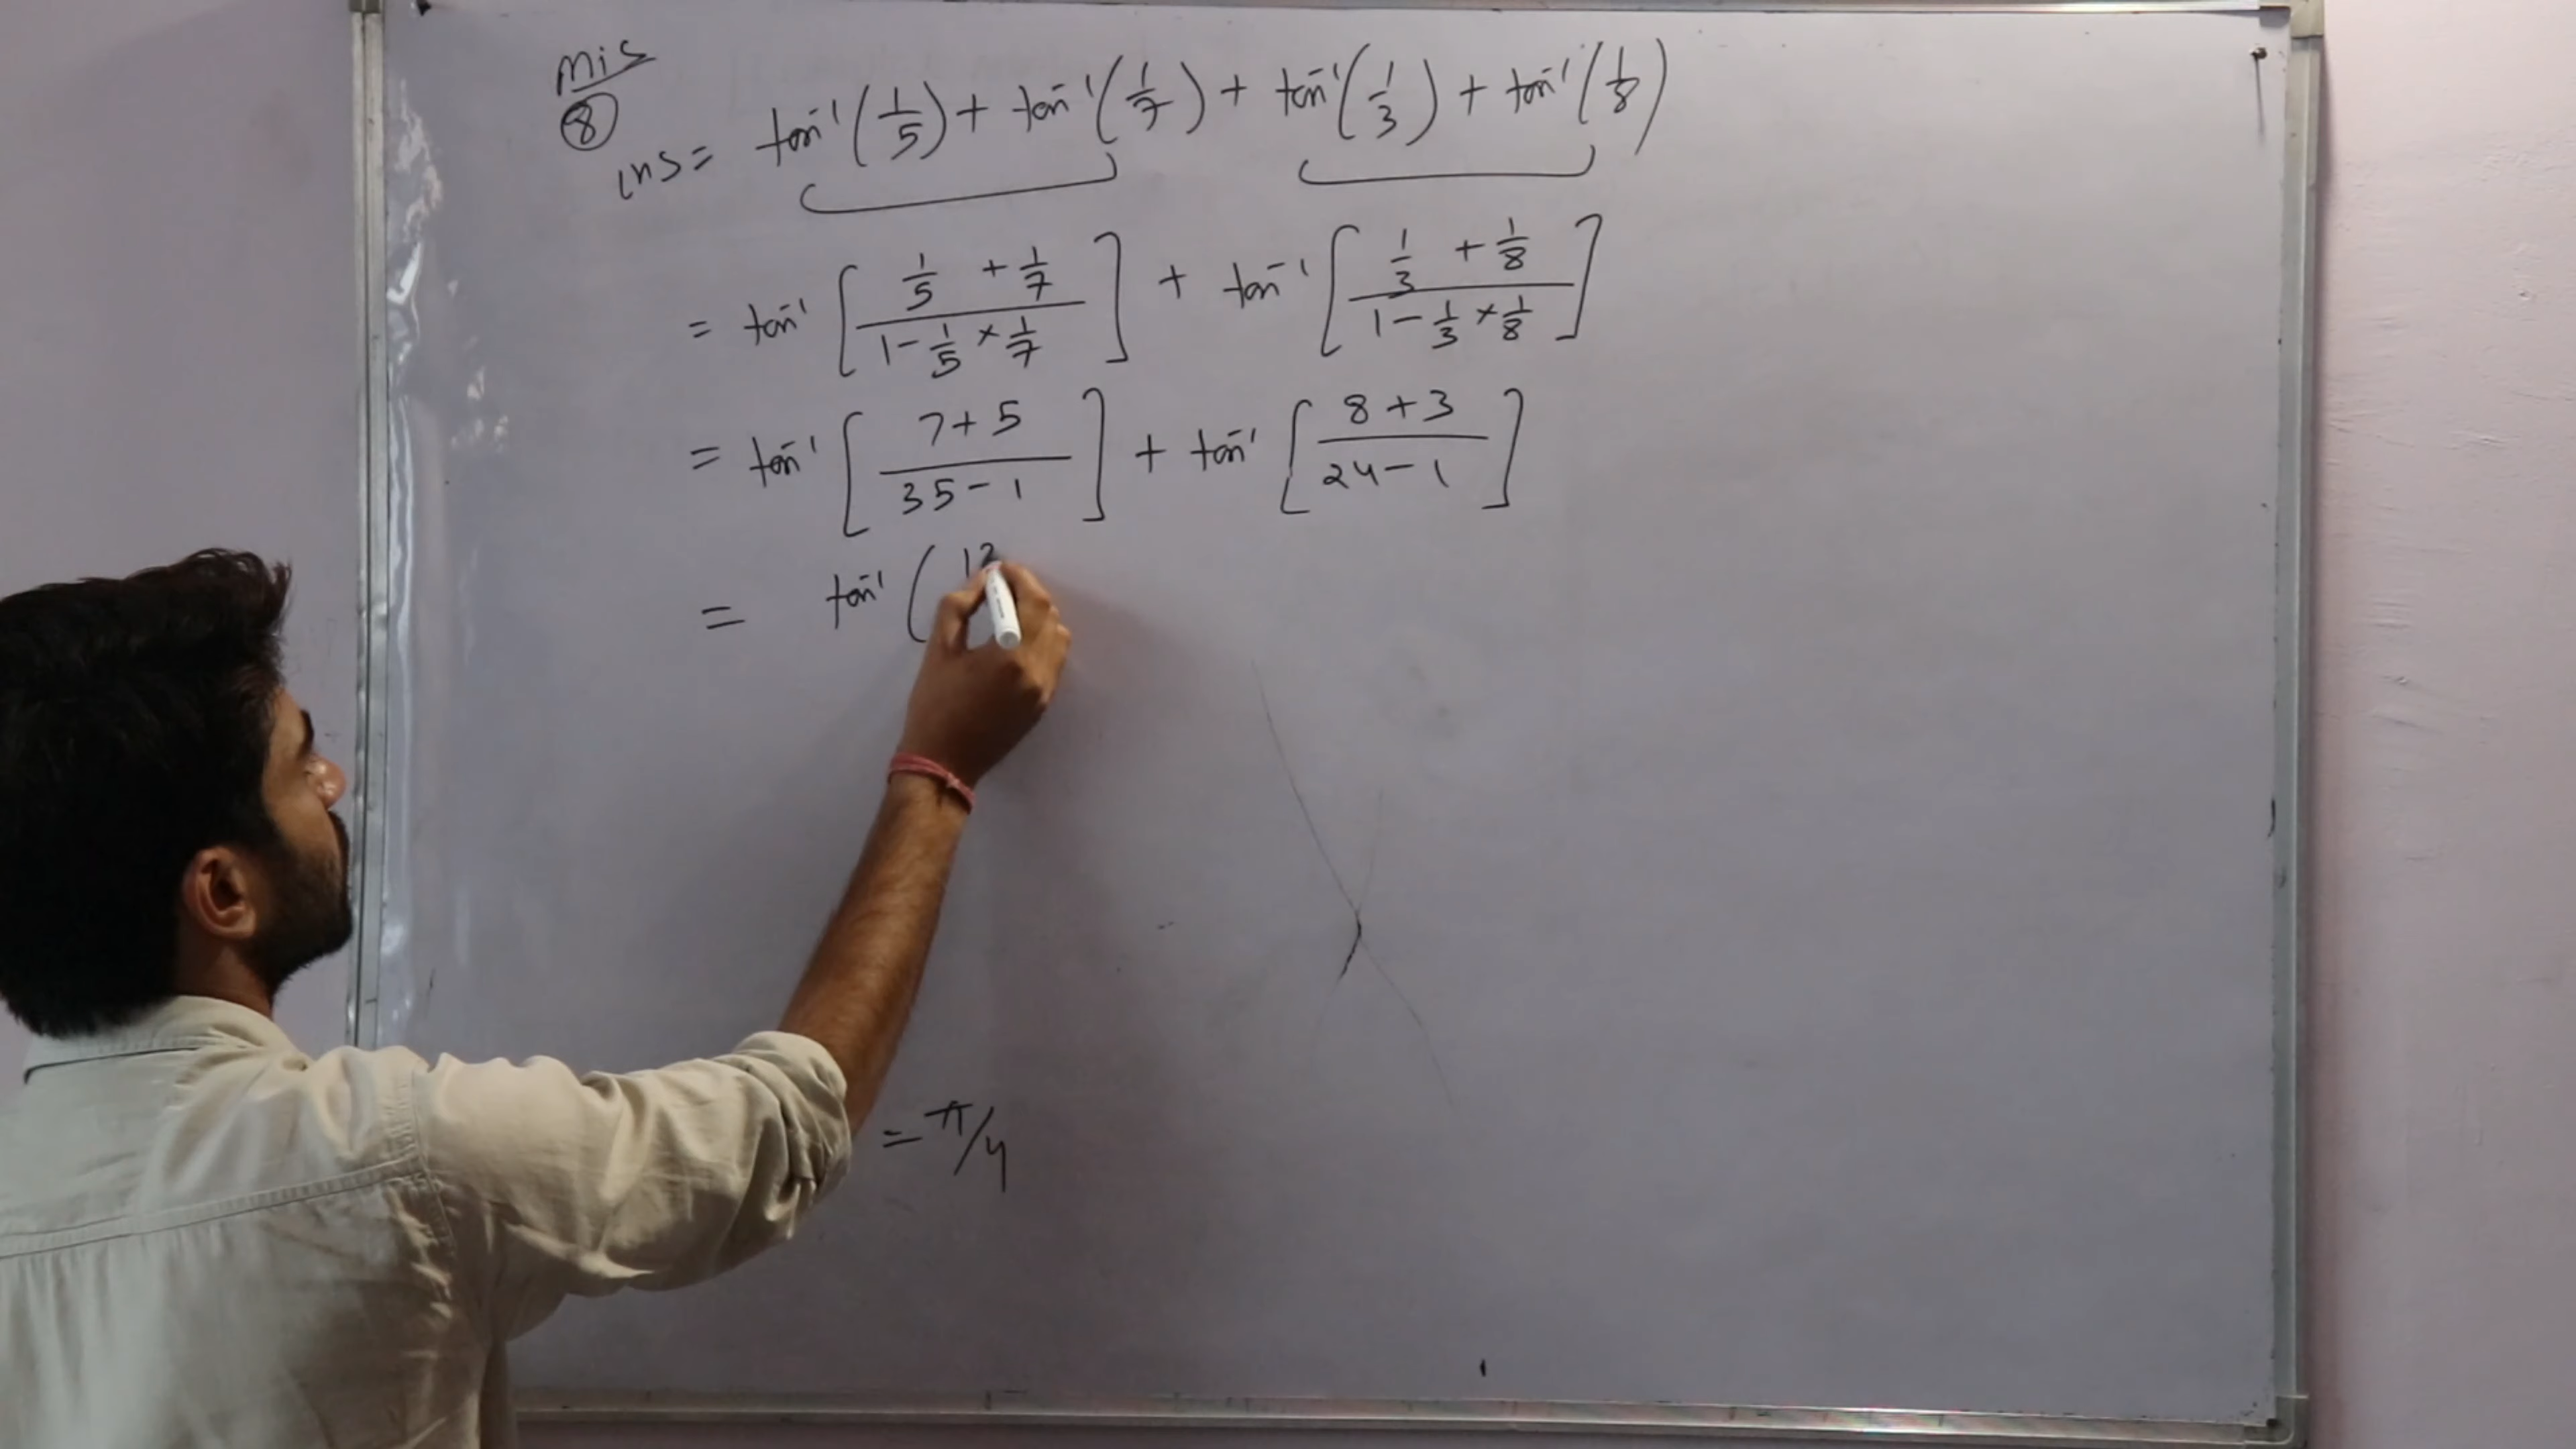 Mis
8
LHS = tan⁻¹(1/5) + tan⁻¹(1/7) + tan⁻¹(1/3) + tan⁻¹(1/8)
= tan⁻¹[(1/5 + 1/7)/(1 - 1/5 × 1/7)] + tan⁻¹[(1/3 + 1/8)/(1 - 1/3 × 1/8)]
= tan⁻¹[(7+5)/(35-1)] + tan⁻¹[(8+3)/(24-1)]
= tan⁻¹(12
= π/4